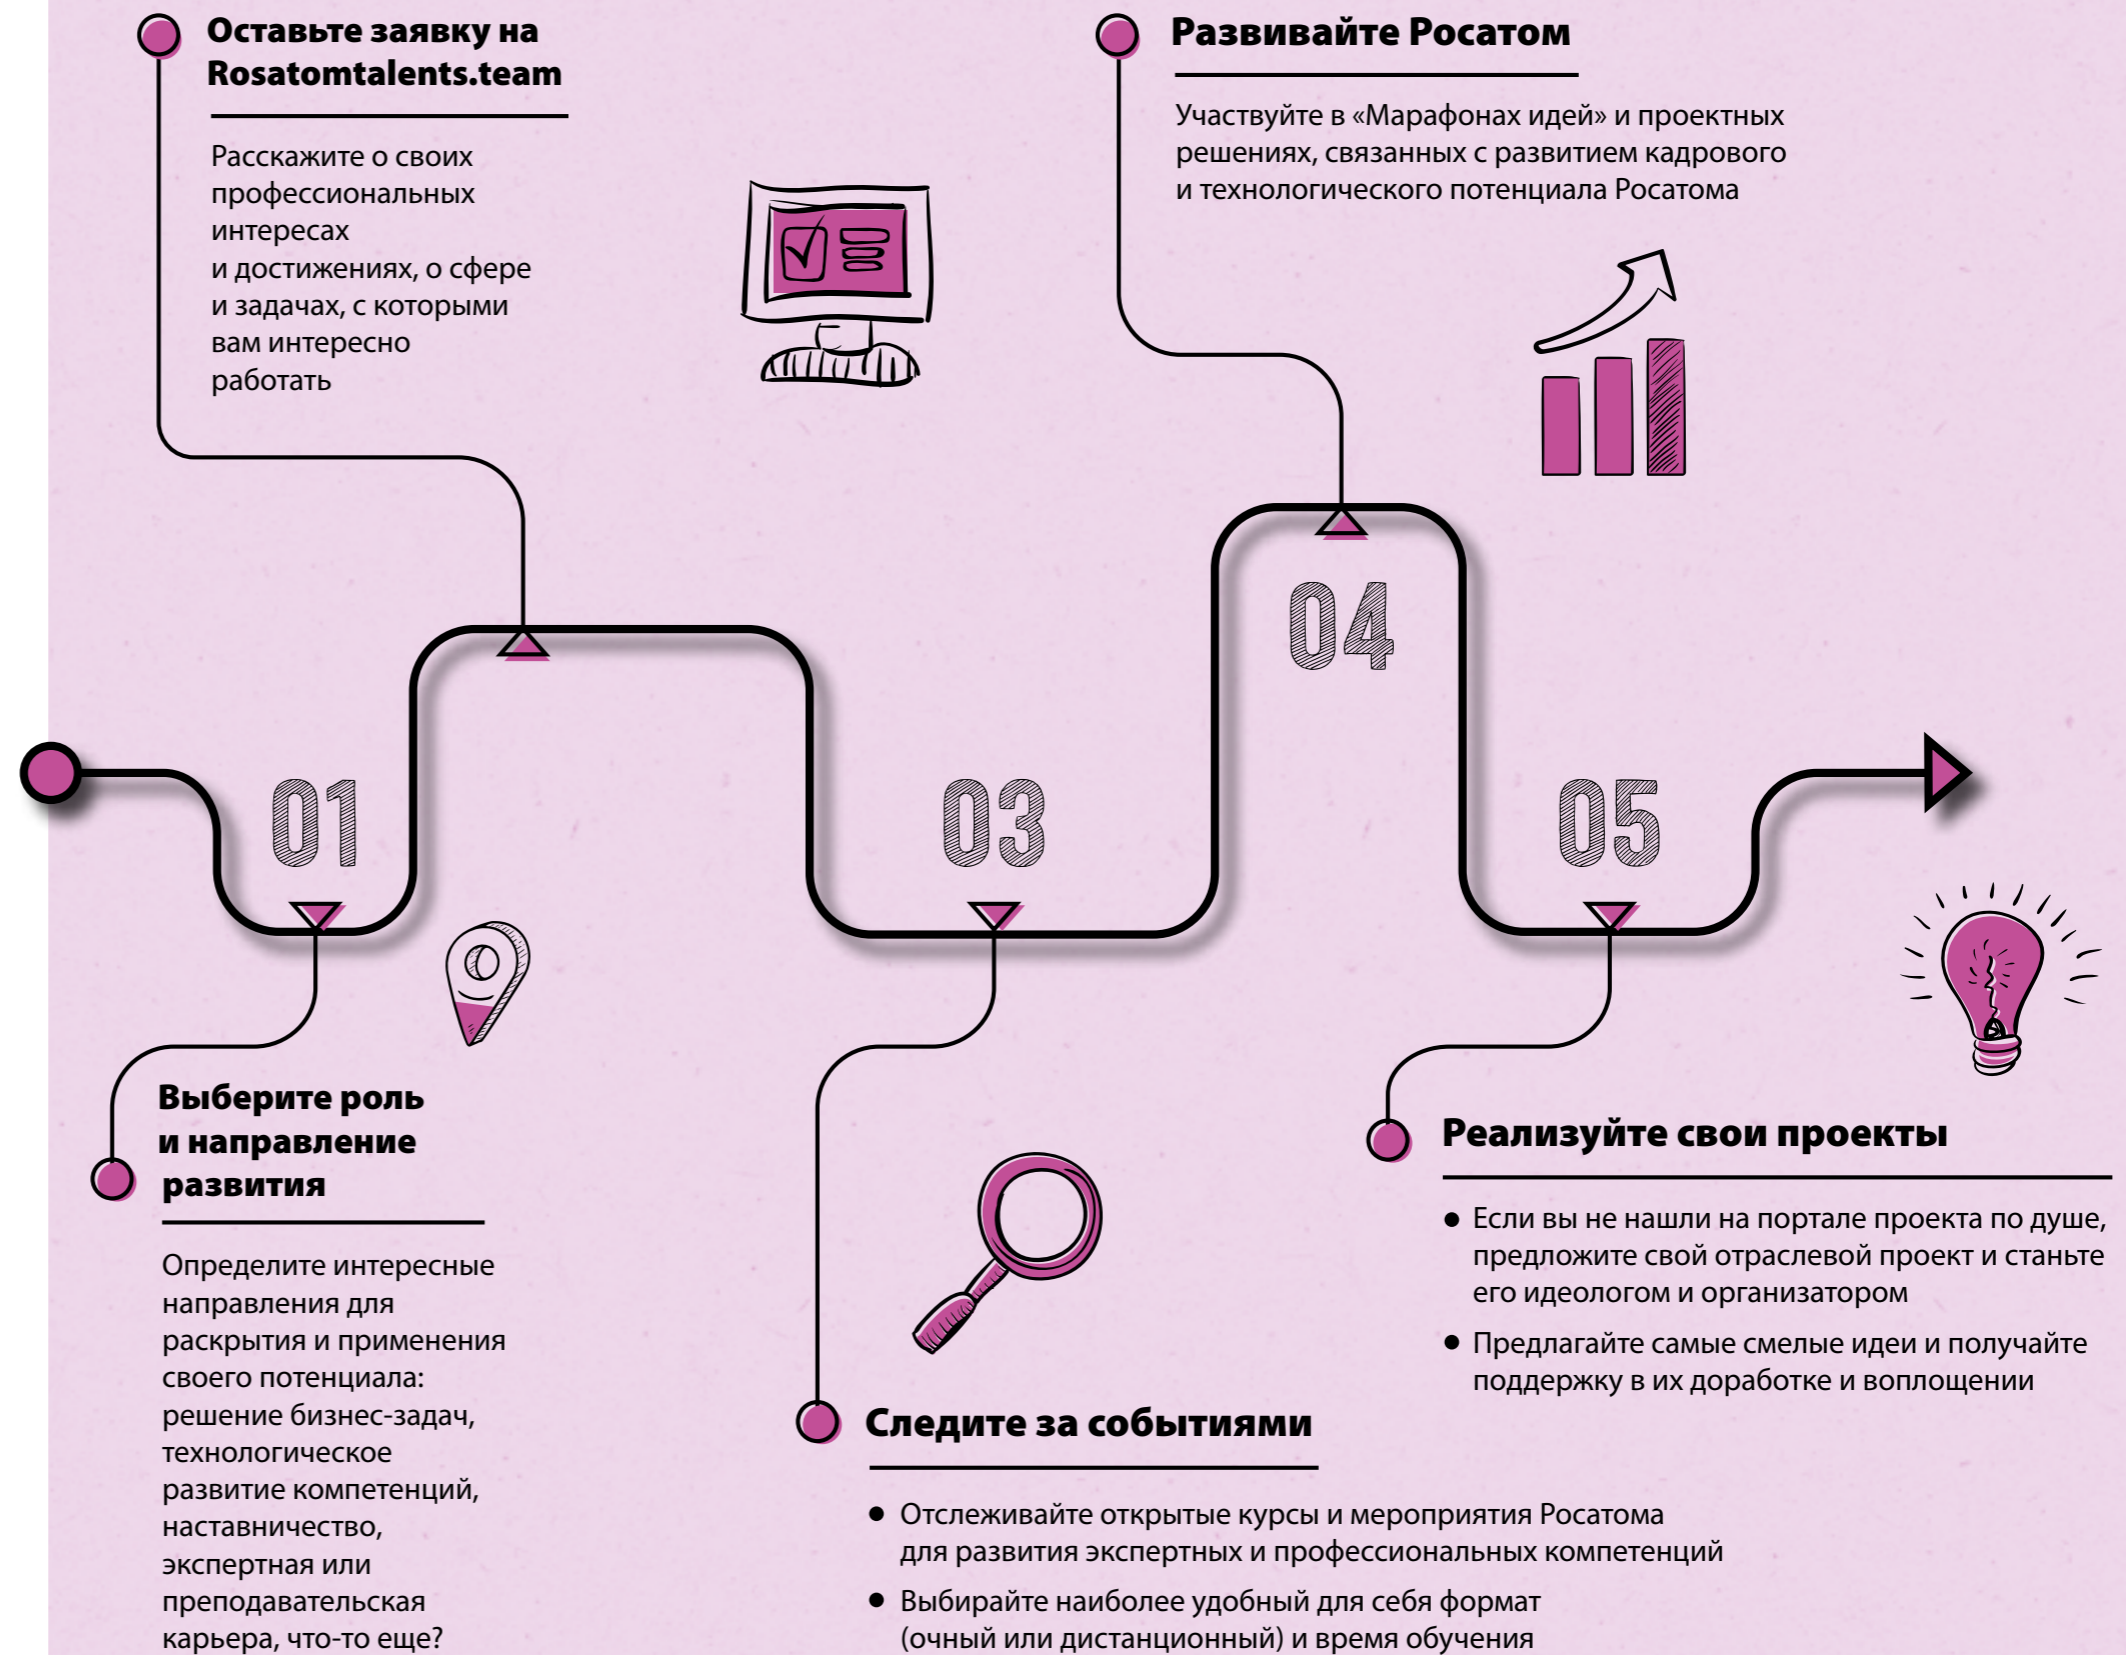 Оставьте заявку на
Rosatomtalents.team
Расскажите о своих
профессиональных
интересах
и достижениях, о сфере
и задачах, с которыми
вам интересно
работать
Развивайте Росатом
Участвуйте в «Марафонах идей» и проектных
решениях, связанных с развитием кадрового
и технологического потенциала Росатома
01
03
04
05
Выберите роль
и направление
развития
Определите интересные
направления для
раскрытия и применения
своего потенциала:
решение бизнес-задач,
технологическое
развитие компетенций,
наставничество,
экспертная или
преподавательская
карьера, что-то еще?
Следите за событиями
● Отслеживайте открытые курсы и мероприятия Росатома
для развития экспертных и профессиональных компетенций
● Выбирайте наиболее удобный для себя формат
(очный или дистанционный) и время обучения
Реализуйте свои проекты
● Если вы не нашли на портале проекта по душе,
предложите свой отраслевой проект и станьте
его идеологом и организатором
● Предлагайте самые смелые идеи и получайте
поддержку в их доработке и воплощении